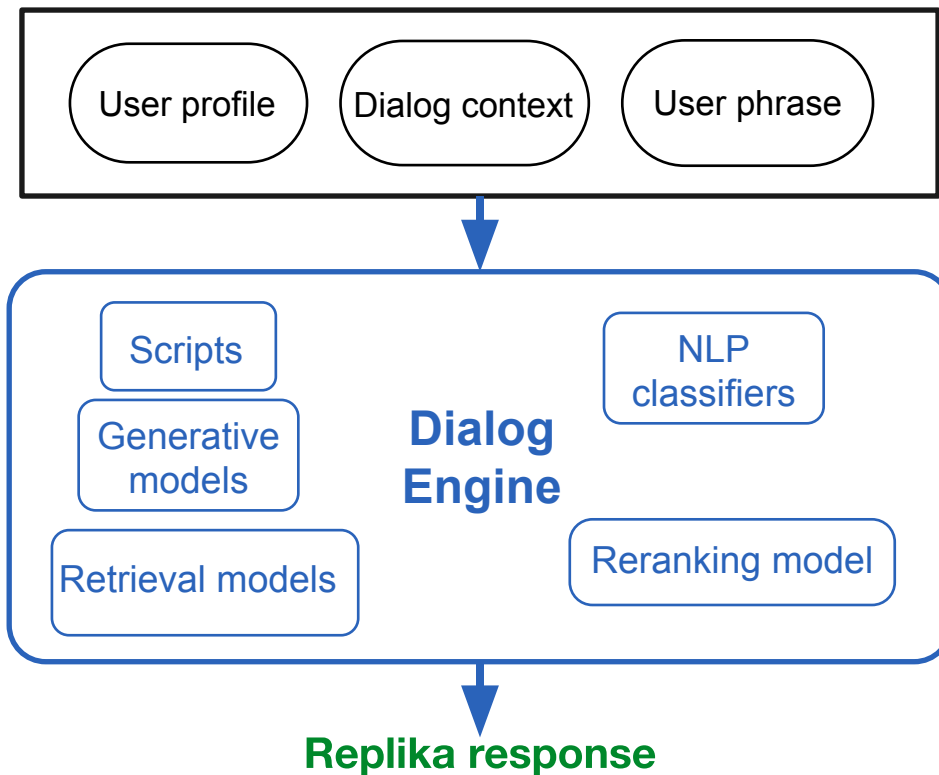 User profile
Dialog context
User phrase
Scripts
Generative
models
Retrieval models
Dialog
Engine
NLP
classifiers
Reranking model
Replika response